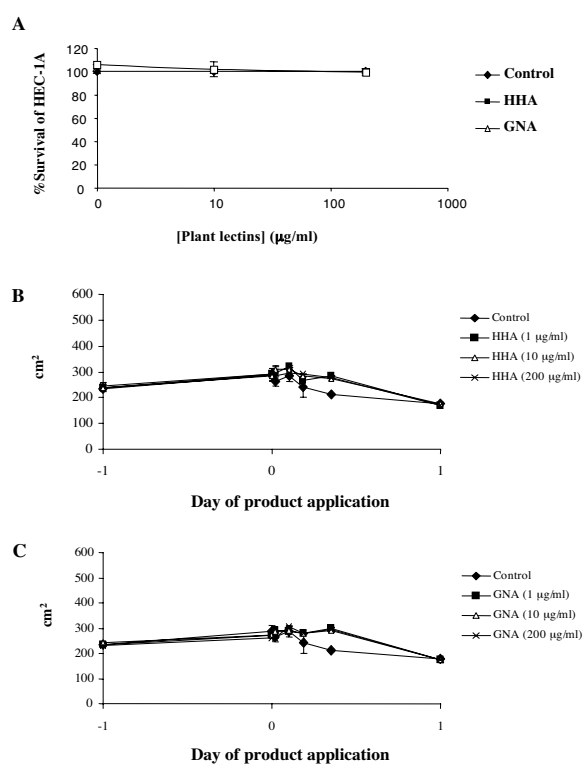 A
%Survival of HEC-1A
120
100
80
60
40
20
0
0
10
100
1000
[Plant lectins] (μg/ml)
Control
HHA
GNA
B
cm²
600
500
400
300
200
100
0
-1
0
1
Day of product application
Control
HHA (1 μg/ml)
HHA (10 μg/ml)
HHA (200 μg/ml)
C
cm²
600
500
400
300
200
100
0
-1
0
1
Day of product application
Control
GNA (1 μg/ml)
GNA (10 μg/ml)
GNA (200 μg/ml)